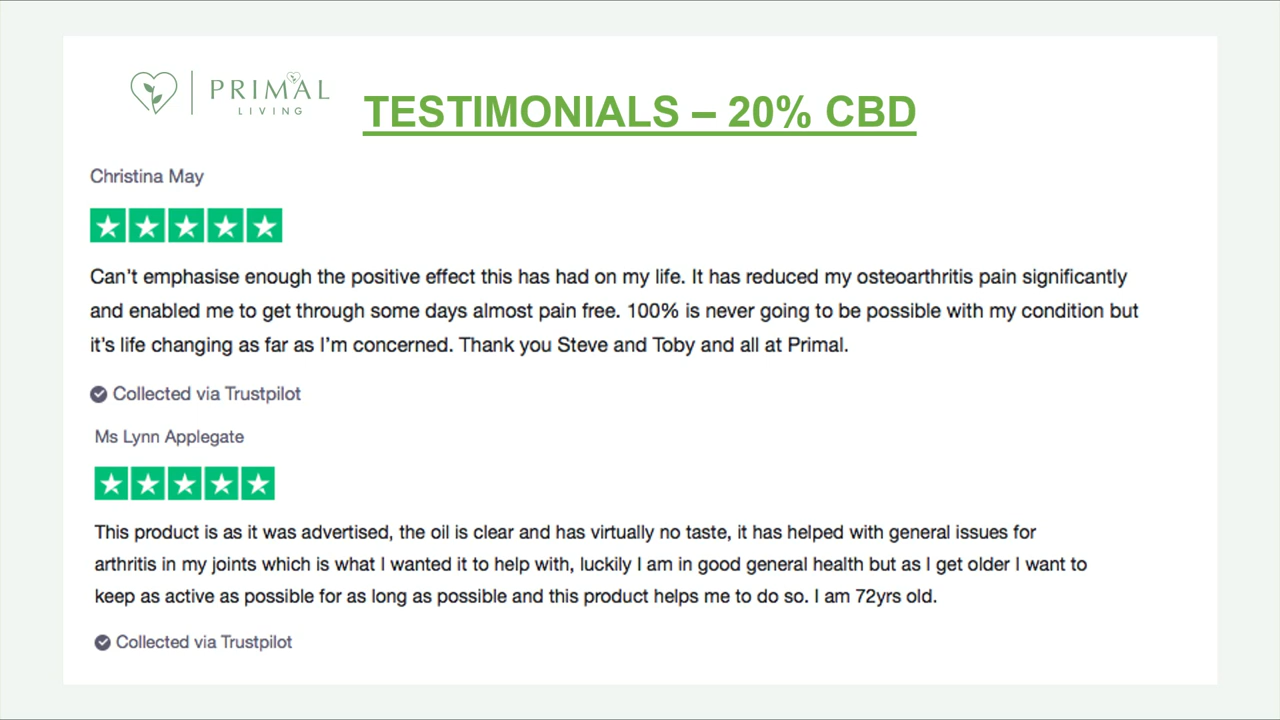 PRIMAL
LIVING
TESTIMONIALS – 20% CBD
Christina May
Can't emphasise enough the positive effect this has had on my life. It has reduced my osteoarthritis pain significantly
and enabled me to get through some days almost pain free. 100% is never going to be possible with my condition but
it's life changing as far as I'm concerned. Thank you Steve and Toby and all at Primal.
Collected via Trustpilot
Ms Lynn Applegate
This product is as it was advertised, the oil is clear and has virtually no taste, it has helped with general issues for
arthritis in my joints which is what I wanted it to help with, luckily I am in good general health but as I get older I want to
keep as active as possible for as long as possible and this product helps me to do so. I am 72yrs old.
Collected via Trustpilot